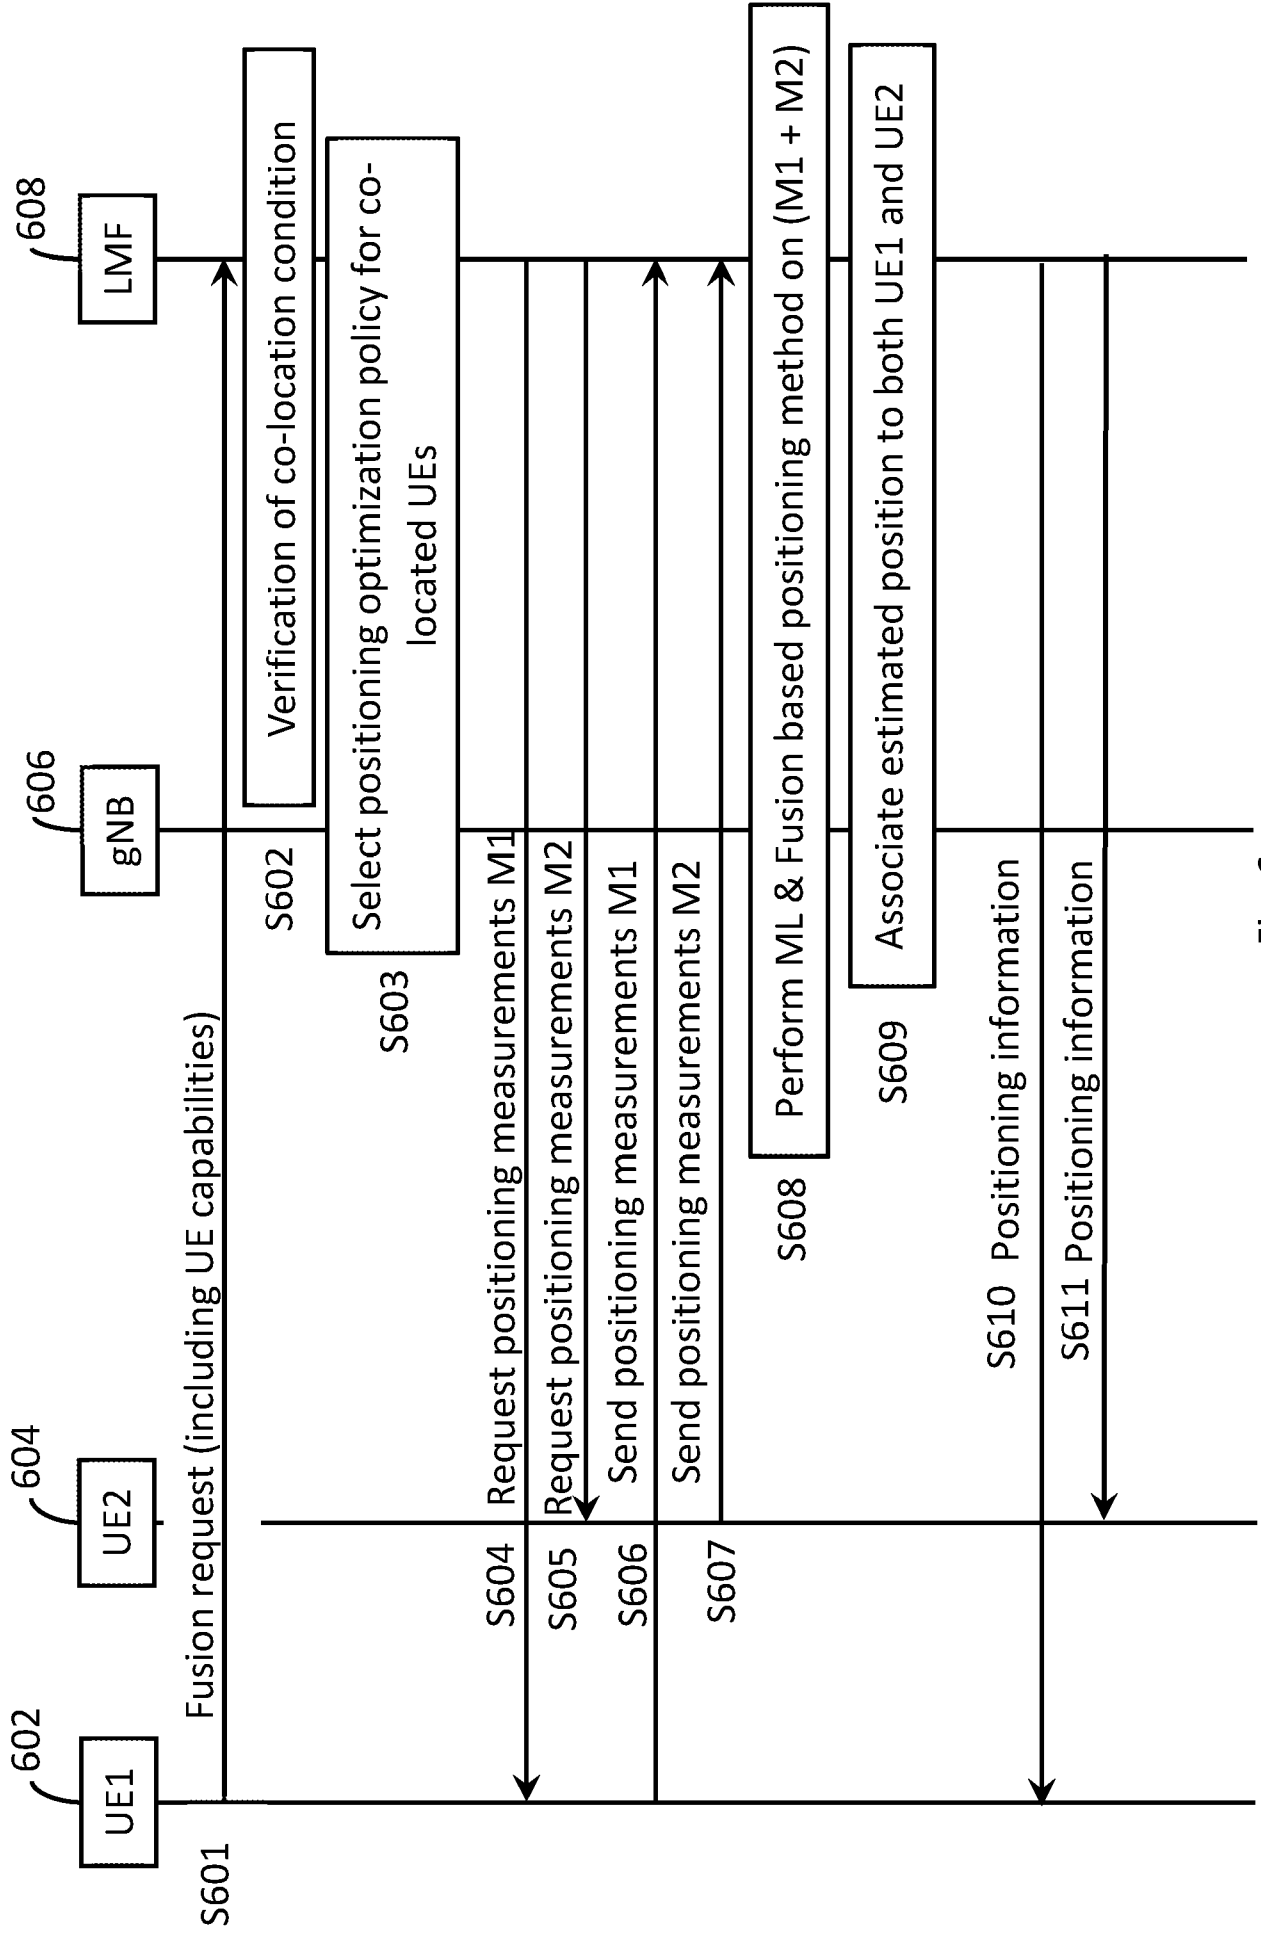 602
604
606
608
UE1
UE2
gNB
LMF
S601
Fusion request (including UE capabilities)
S602
Verification of co-location condition
S603
Select positioning optimization policy for co-
located UEs
S604
Request positioning measurements M1
S605
Request positioning measurements M2
S606
Send positioning measurements M1
S607
Send positioning measurements M2
S608
Perform ML & Fusion based positioning method on (M1 + M2)
S609
Associate estimated position to both UE1 and UE2
S610 Positioning information
S611 Positioning information